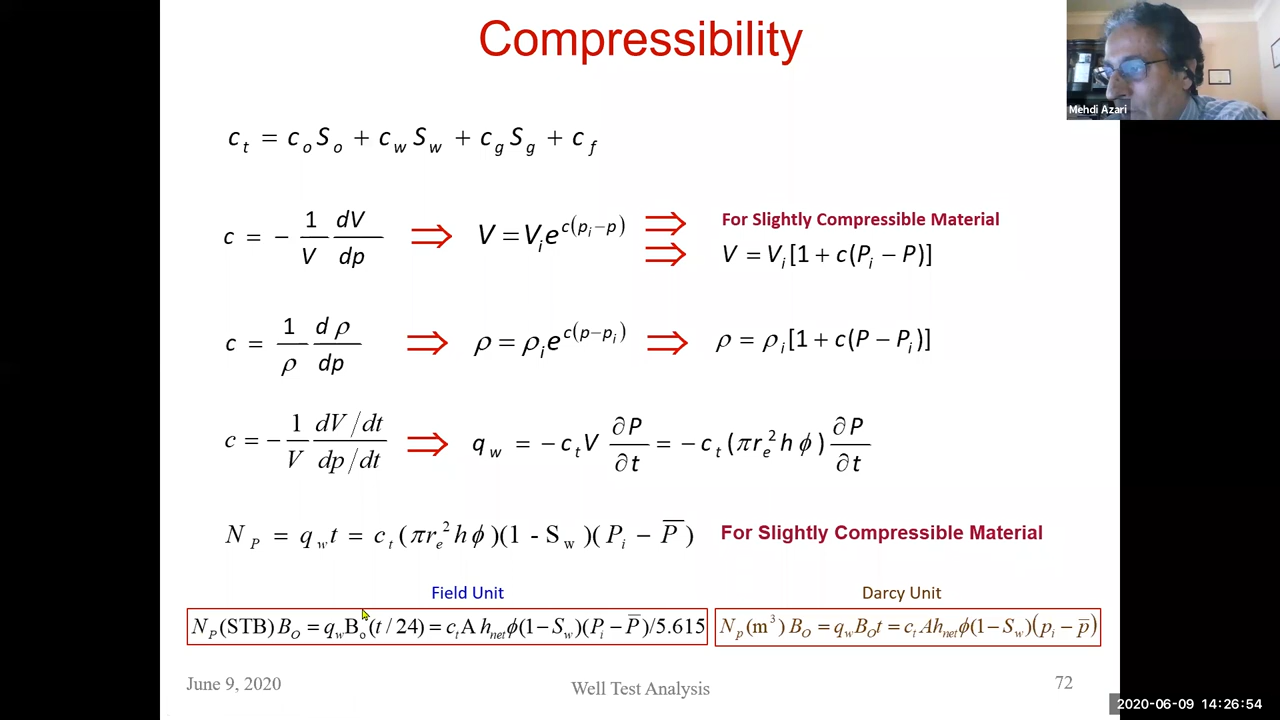 Compressibility
Mehdi Azari
c_t = c_o S_o + c_w S_w + c_g S_g + c_f
c = - 1/V dV/dp ⇒ V = V_i e^{c(p_i - p)} ⇒ ⇒ For Slightly Compressible Material
V = V_i [1 + c(P_i − P)]
c = 1/ρ dρ/dp ⇒ ρ = ρ_i e^{c(p - p_i)} ⇒ ρ = ρ_i [1 + c(P − P_i)]
c = - 1/V (dV/dt)/(dp/dt) ⇒ q_w = −c_t V ∂P/∂t = −c_t (πr_e^2 h ϕ) ∂P/∂t
N_P = q_w t = c_t (πr_e^2 h ϕ)(1 - S_w)(P_i − P̅) For Slightly Compressible Material
Field Unit Darcy Unit
N_P (STB) B_O = q_w B_o (t / 24) = c_t A h_net ϕ(1 − S_w)(P_i − P̅)/5.615 N_p (m^3) B_O = q_w B_O t = c_t A h_net ϕ(1 − S_w)(p_i − p̅)
June 9, 2020 Well Test Analysis 72
2020-06-09 14:26:54